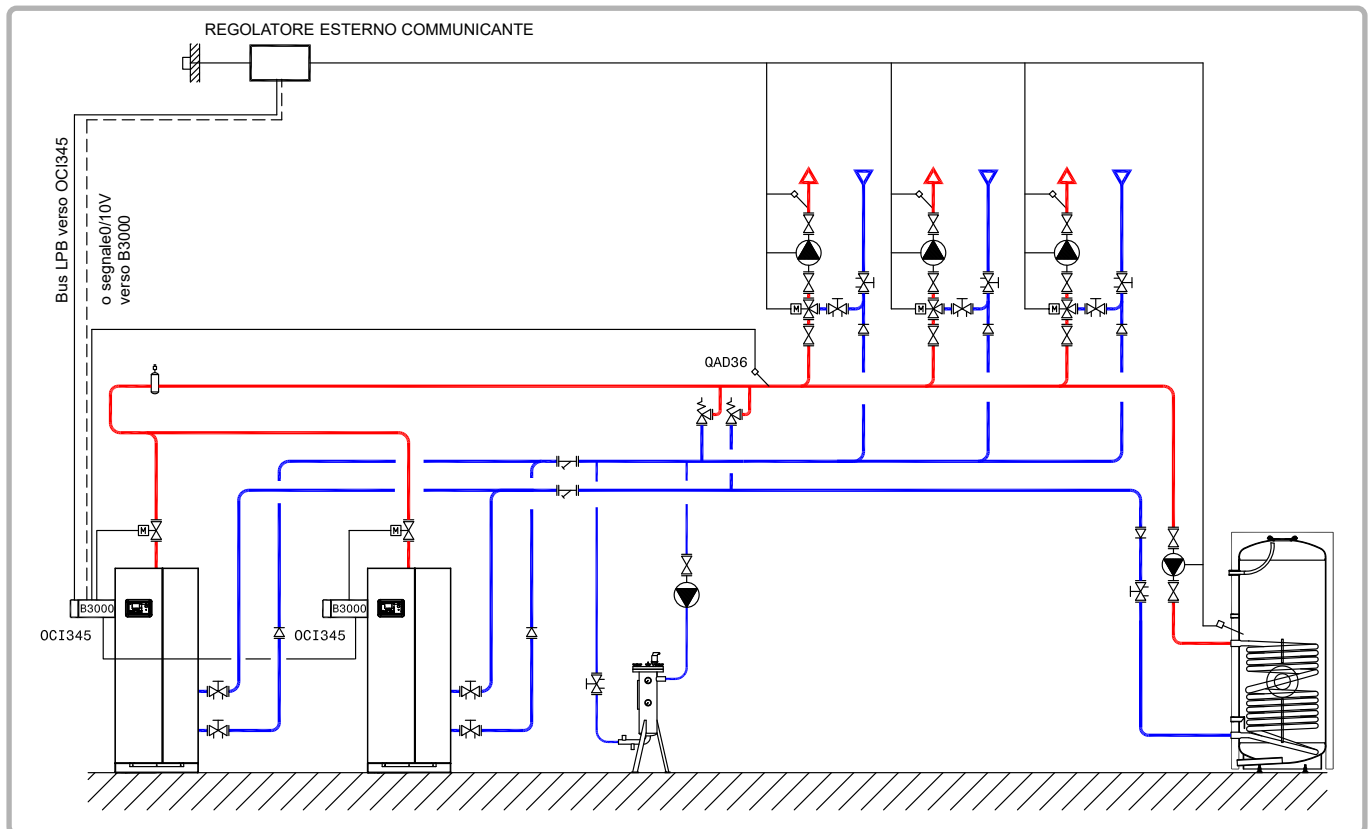 REGOLATORE ESTERNO COMMUNICANTE
Bus LPB verso OCI345
o segnale0/10V
verso B3000
QAD36
M
M
M
M
M
B3000
B3000
OCI345
OCI345